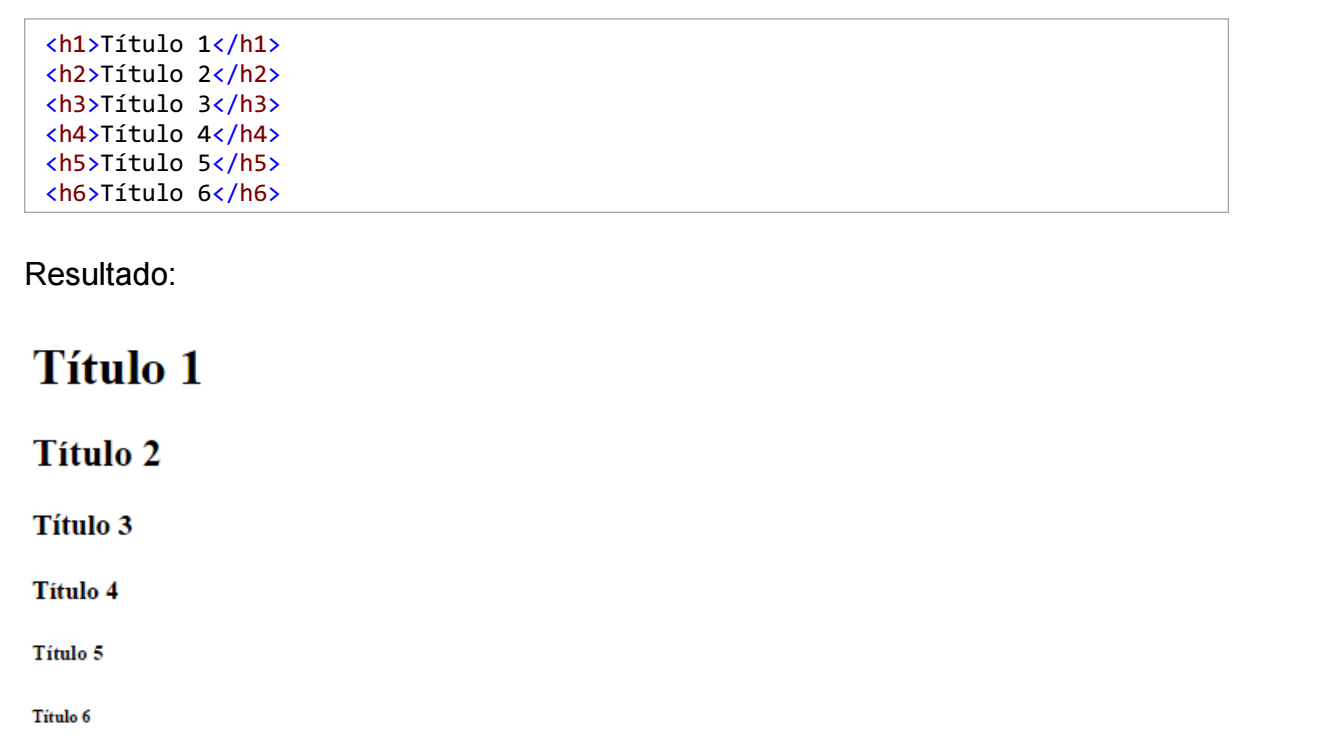 <h1>Título 1</h1>
<h2>Título 2</h2>
<h3>Título 3</h3>
<h4>Título 4</h4>
<h5>Título 5</h5>
<h6>Título 6</h6>
Resultado:
Título 1
Título 2
Título 3
Título 4
Título 5
Título 6